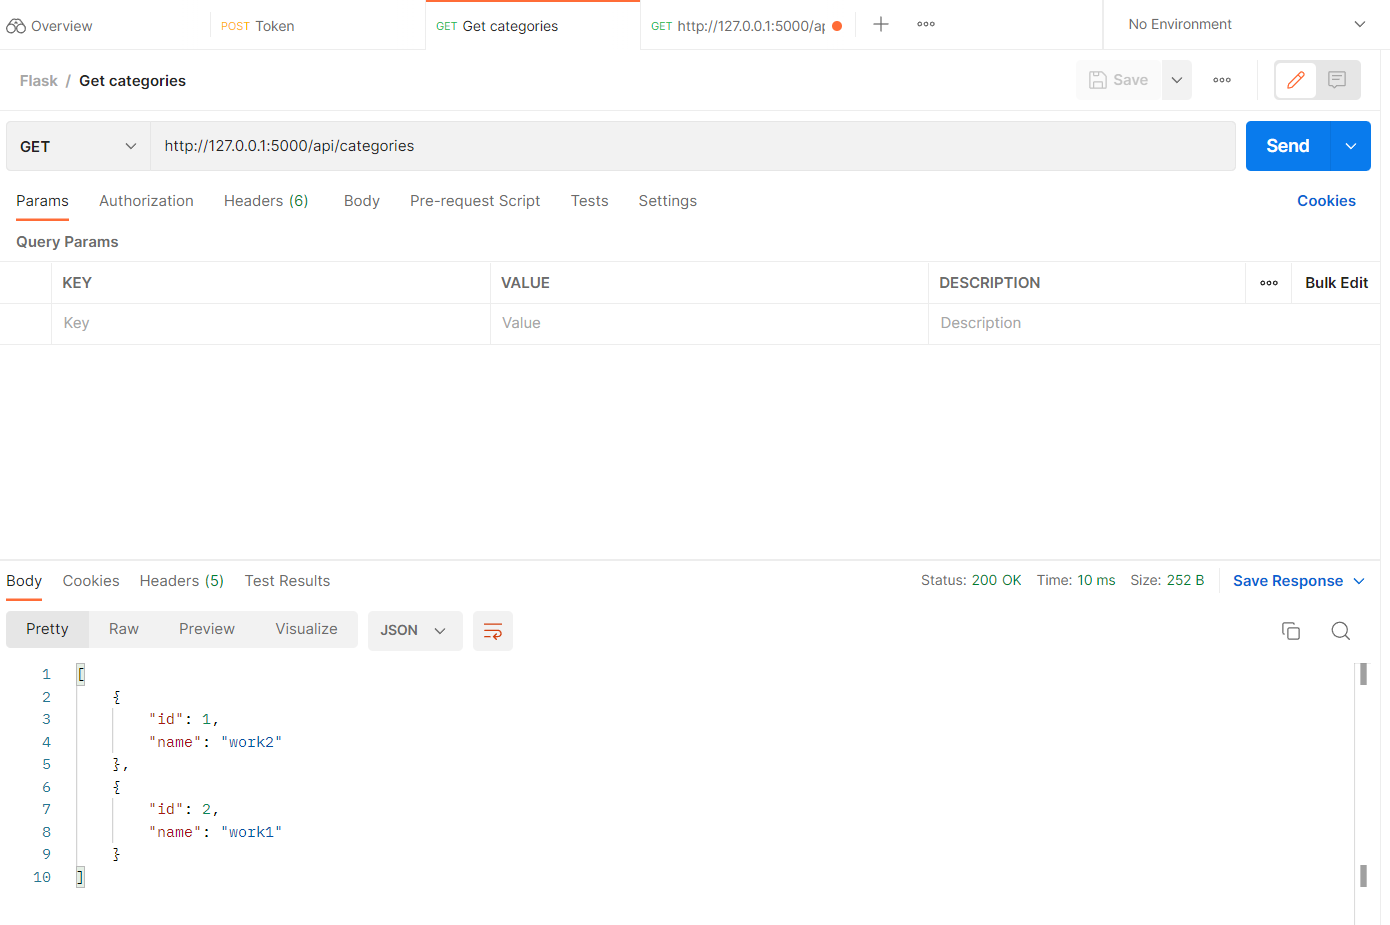 Overview
POST Token
GET Get categories
GET http://127.0.0.1:5000/ap
No Environment
Flask / Get categories
Save
GET
http://127.0.0.1:5000/api/categories
Send
Params Authorization Headers (6) Body Pre-request Script Tests Settings
Cookies
Query Params
KEY VALUE DESCRIPTION Bulk Edit
Key Value Description
Body Cookies Headers (5) Test Results
Status: 200 OK Time: 10 ms Size: 252 B Save Response
Pretty Raw Preview Visualize JSON
1 [
2 {
3 "id": 1,
4 "name": "work2"
5 },
6 {
7 "id": 2,
8 "name": "work1"
9 }
10 ]